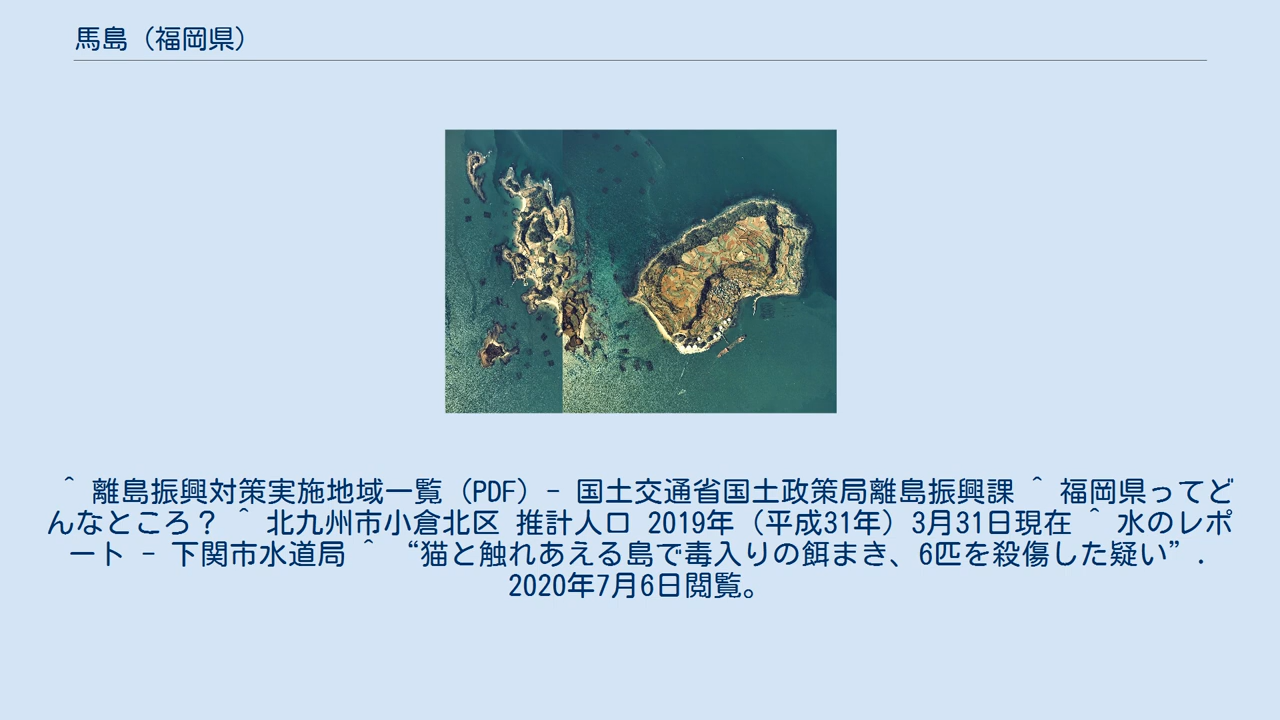 馬島（福岡県）
^ 離島振興対策実施地域一覧（PDF）- 国土交通省国土政策局離島振興課 ^ 福岡県ってど
んなところ？ ^ 北九州市小倉北区 推計人口 2019年（平成31年）3月31日現在 ^ 水のレポ
ート - 下関市水道局 ^ “猫と触れあえる島で毒入りの餌まき、6匹を殺傷した疑い”.
2020年7月6日閲覧。